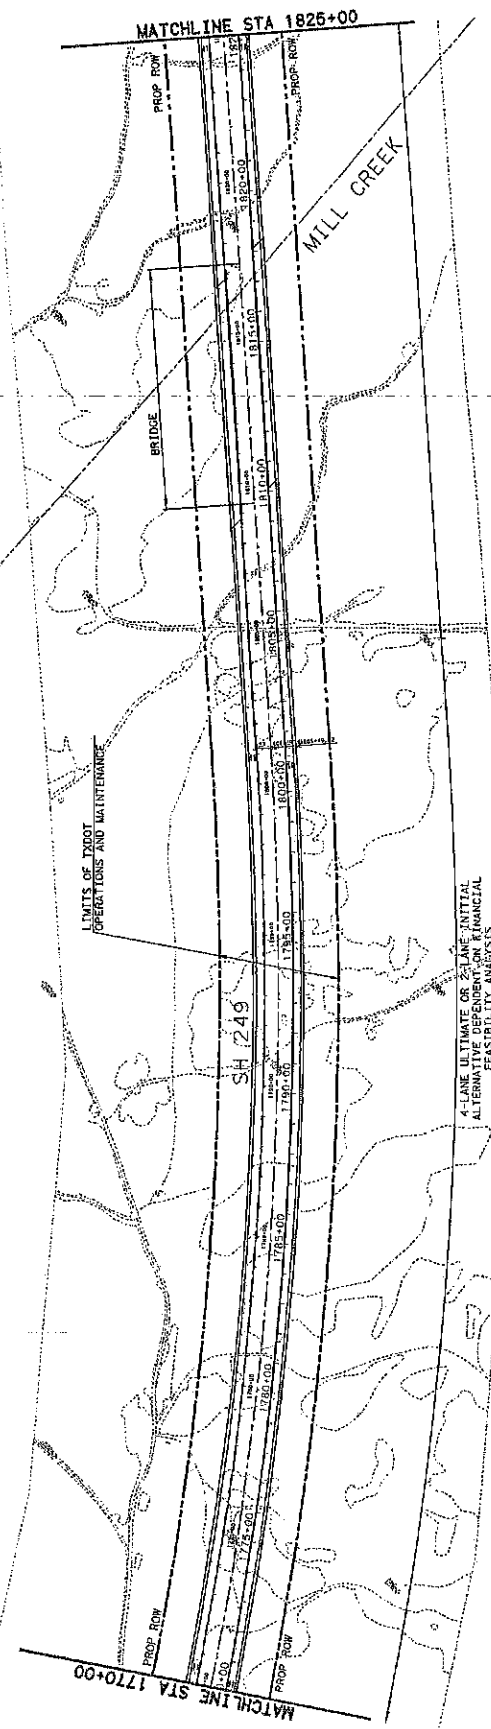 MATCHLINE STA 1825+00
PROP ROW
PROP ROW
1820+00
MILL CREEK
1815+00
BRIDGE
1810+00
1805+00
1800+00
LIMITS OF TXDOT
OPERATIONS AND MAINTENANCE
1795+00
SH 249
4-LANE ULTIMATE OR 2-LANE INITIAL
ALTERNATIVE DEPENDENT ON FINANCIAL
FEASIBILITY ANALYSIS
1790+00
1785+00
1780+00
1775+00
PROP ROW
PROP ROW
MATCHLINE STA 1770+00